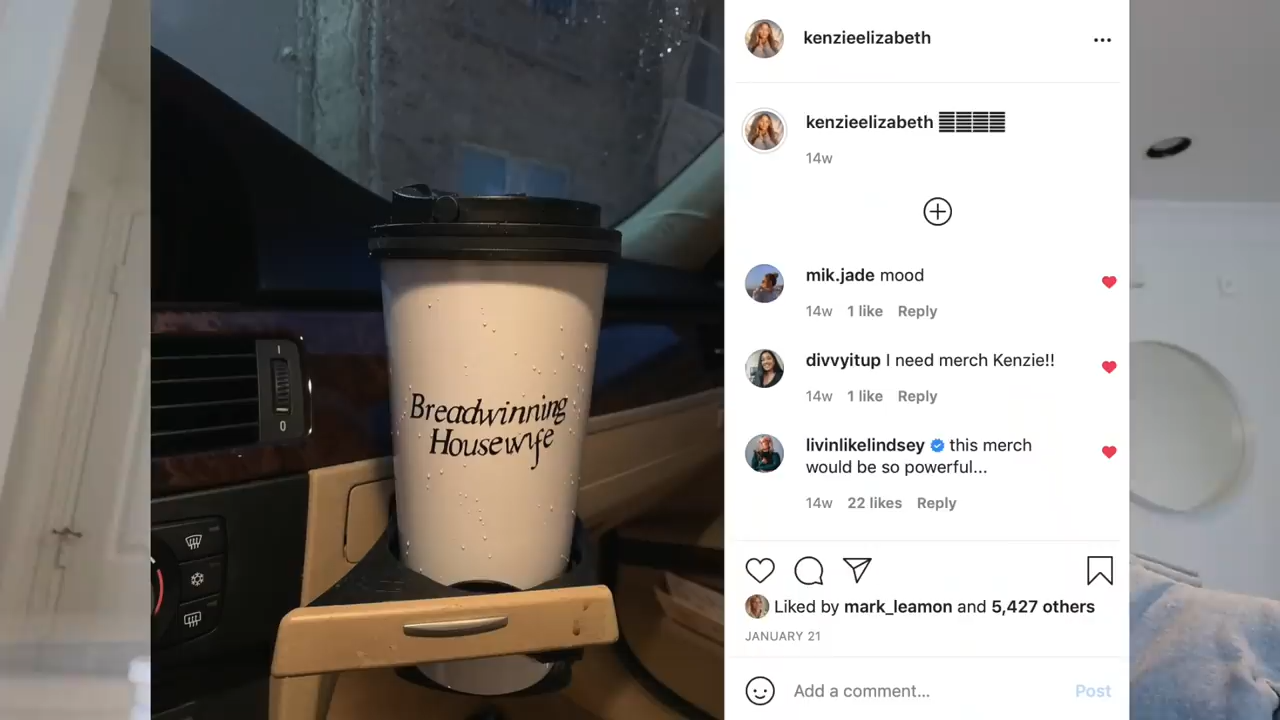 kenzieelizabeth
kenzieelizabeth
14w
mik.jade mood
14w 1 like Reply
divvyitup I need merch Kenzie!!
14w 1 like Reply
livinlikelindsey this merch
would be so powerful...
14w 22 likes Reply
Liked by mark_leamon and 5,427 others
JANUARY 21
Add a comment... Post
Breadwinning
Housewife
0